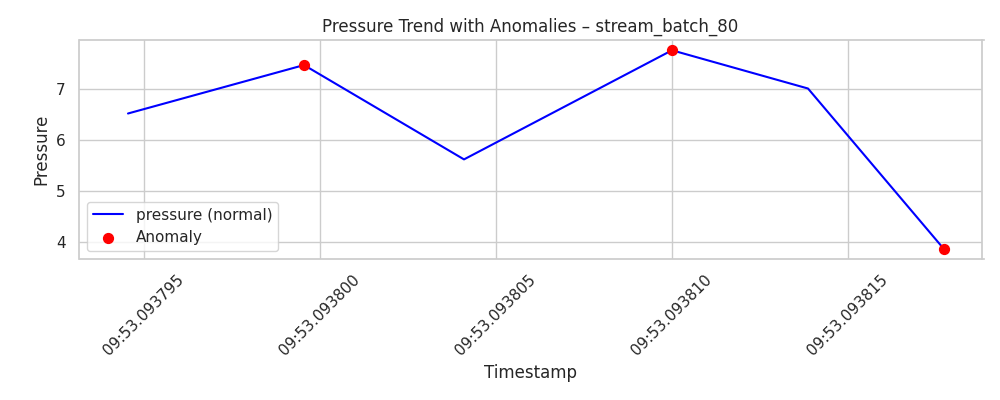 Pressure Trend with Anomalies – stream_batch_80
Pressure
7
6
5
4
pressure (normal)
Anomaly
09:53.093795
09:53.093800
09:53.093805
09:53.093810
09:53.093815
Timestamp